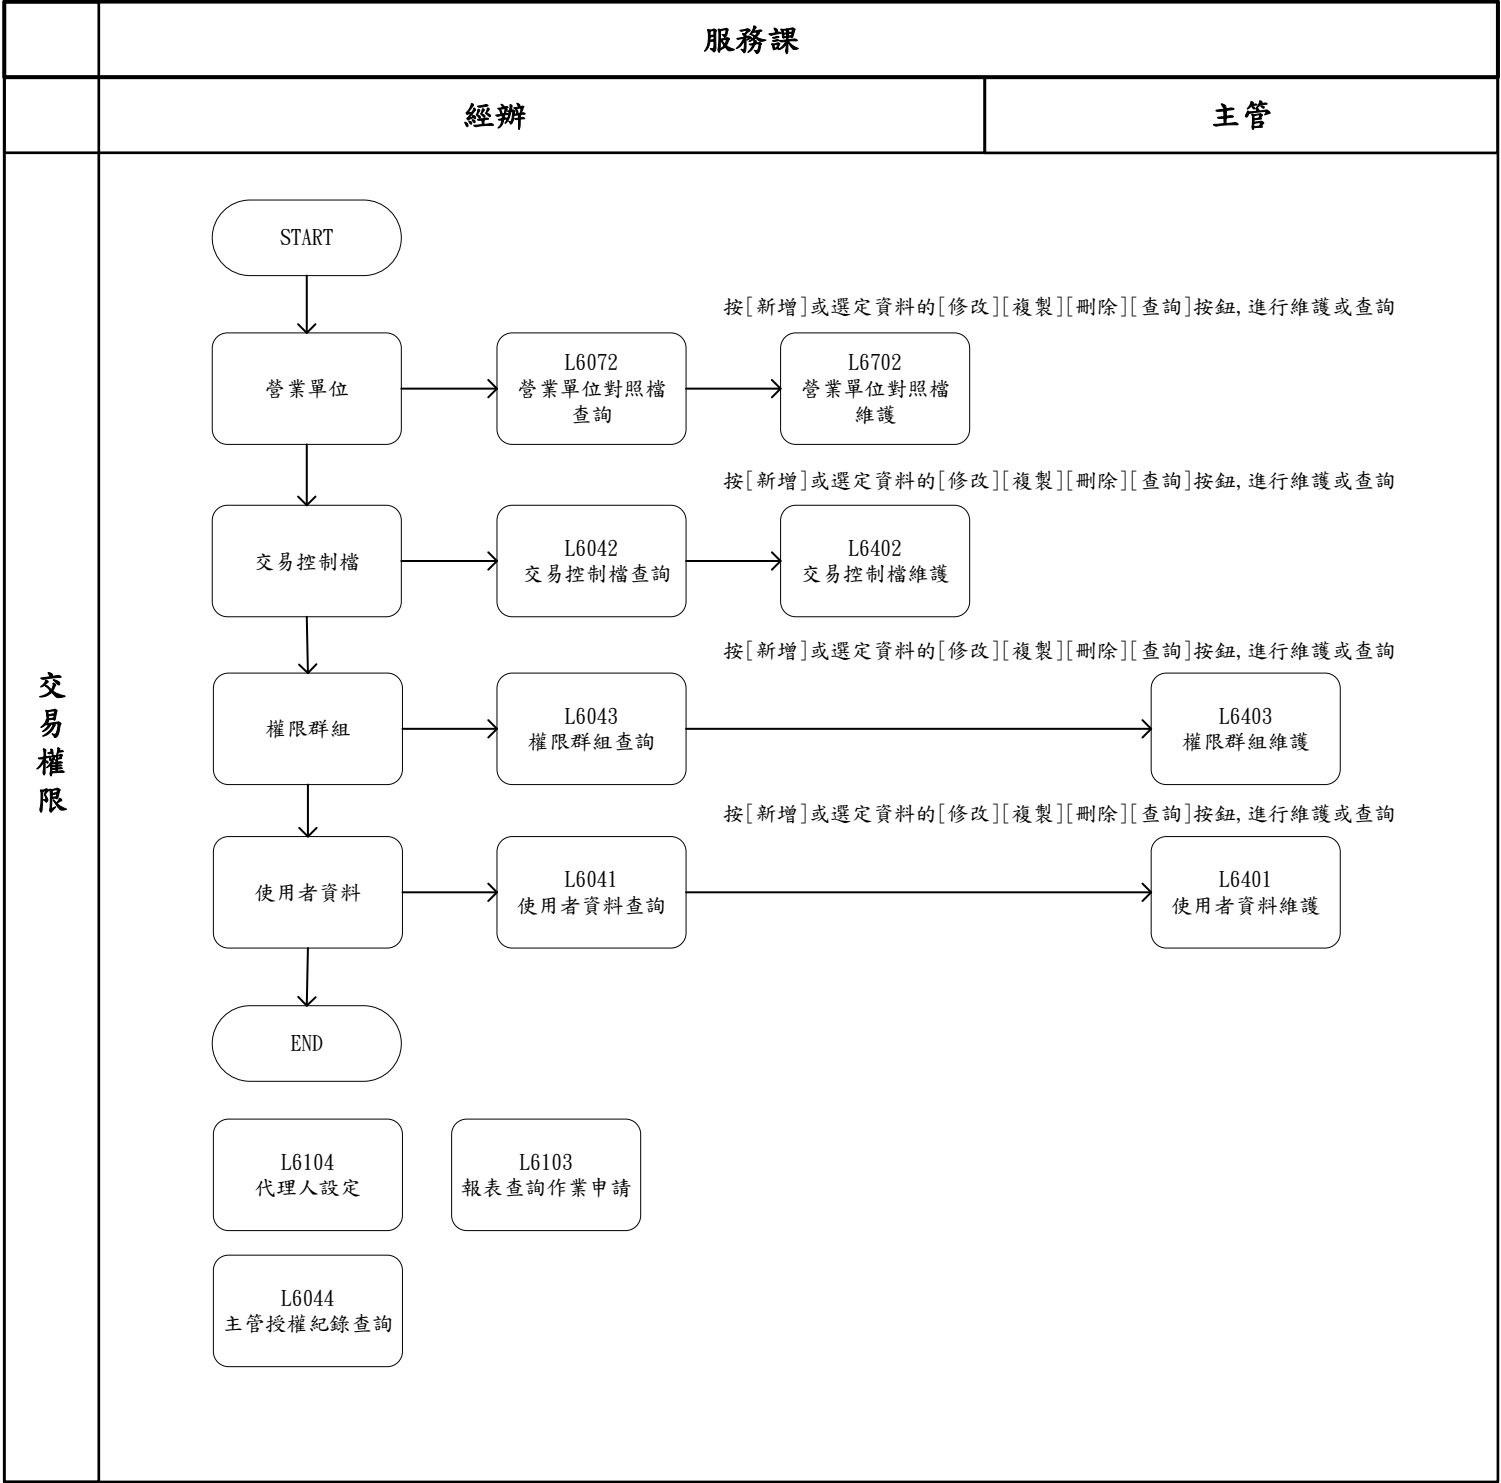 服務課
經辦
主管
交易權限
START
按[新增]或選定資料的[修改][複製][刪除][查詢]按鈕,進行維護或查詢
營業單位
L6072
營業單位對照檔
查詢
L6702
營業單位對照檔
維護
按[新增]或選定資料的[修改][複製][刪除][查詢]按鈕,進行維護或查詢
交易控制檔
L6042
交易控制檔查詢
L6402
交易控制檔維護
按[新增]或選定資料的[修改][複製][刪除][查詢]按鈕,進行維護或查詢
權限群組
L6043
權限群組查詢
L6403
權限群組維護
按[新增]或選定資料的[修改][複製][刪除][查詢]按鈕,進行維護或查詢
使用者資料
L6041
使用者資料查詢
L6401
使用者資料維護
END
L6104
代理人設定
L6103
報表查詢作業申請
L6044
主管授權紀錄查詢